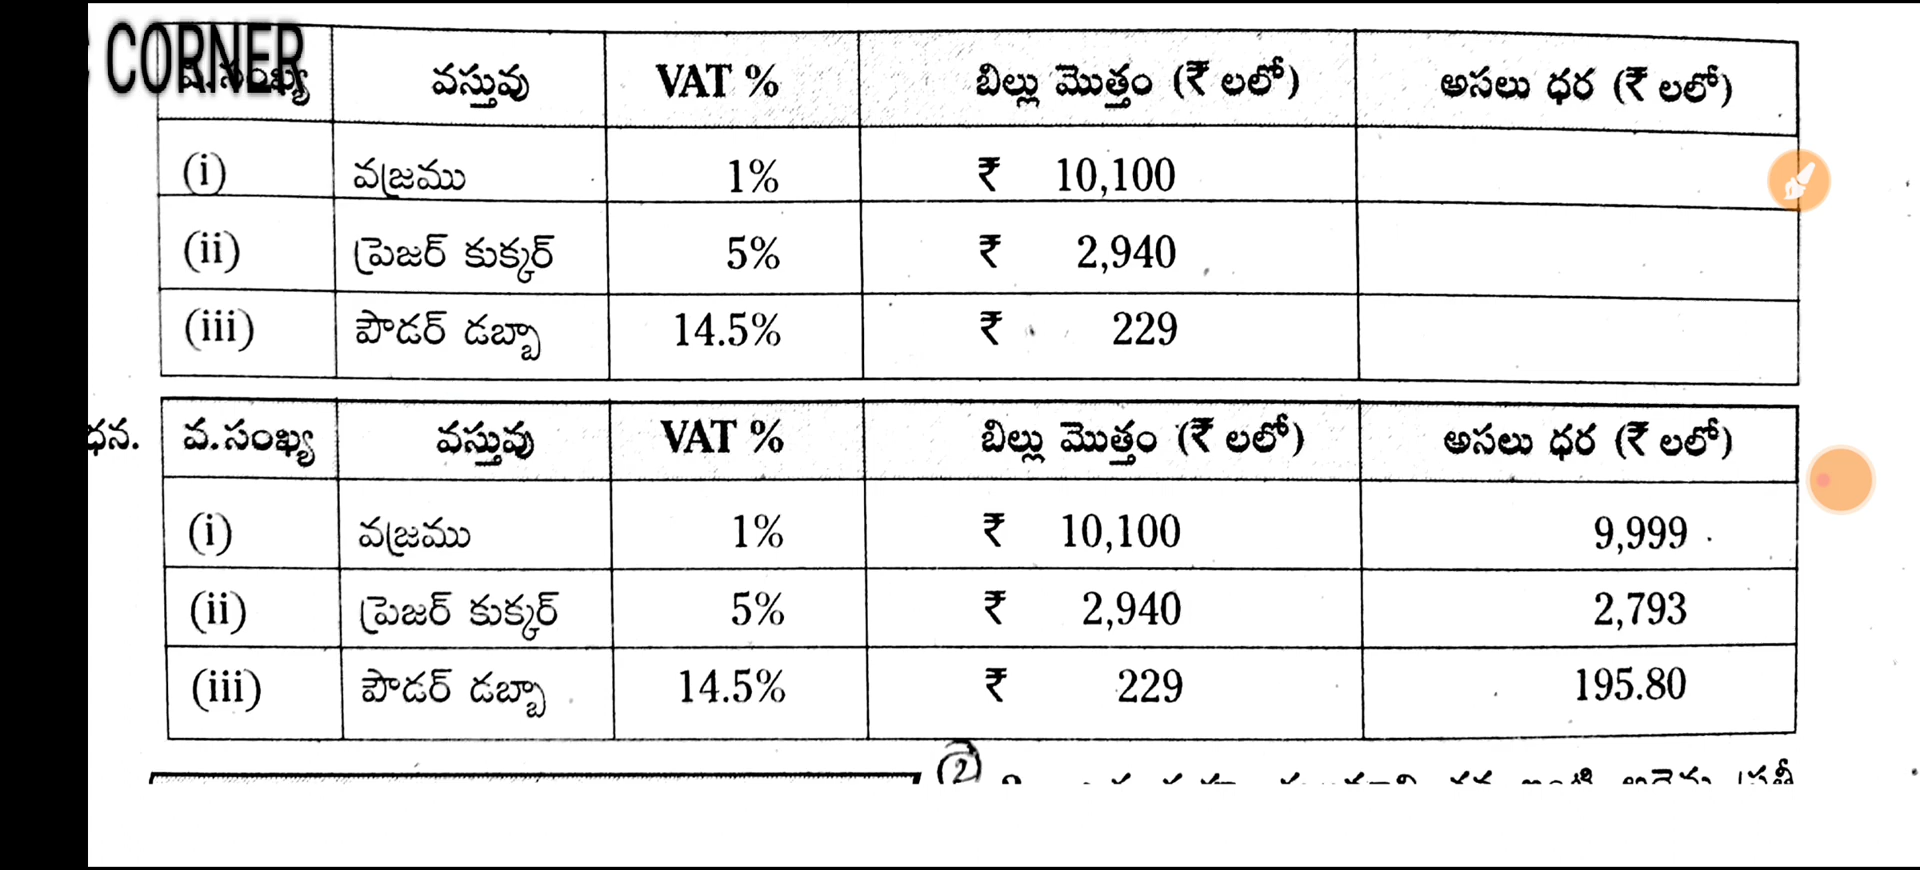 CORNER
వ.సంఖ్య వస్తువు VAT % బిల్లు మొత్తం (₹ లలో) అసలు ధర (₹ లలో)
(i) వజ్రము 1% ₹ 10,100
(ii) ప్రెజర్ కుక్కర్ 5% ₹ 2,940
(iii) పౌడర్ డబ్బా 14.5% ₹ 229
ధన. వ.సంఖ్య వస్తువు VAT % బిల్లు మొత్తం (₹ లలో) అసలు ధర (₹ లలో)
(i) వజ్రము 1% ₹ 10,100 9,999
(ii) ప్రెజర్ కుక్కర్ 5% ₹ 2,940 2,793
(iii) పౌడర్ డబ్బా 14.5% ₹ 229 195.80
2